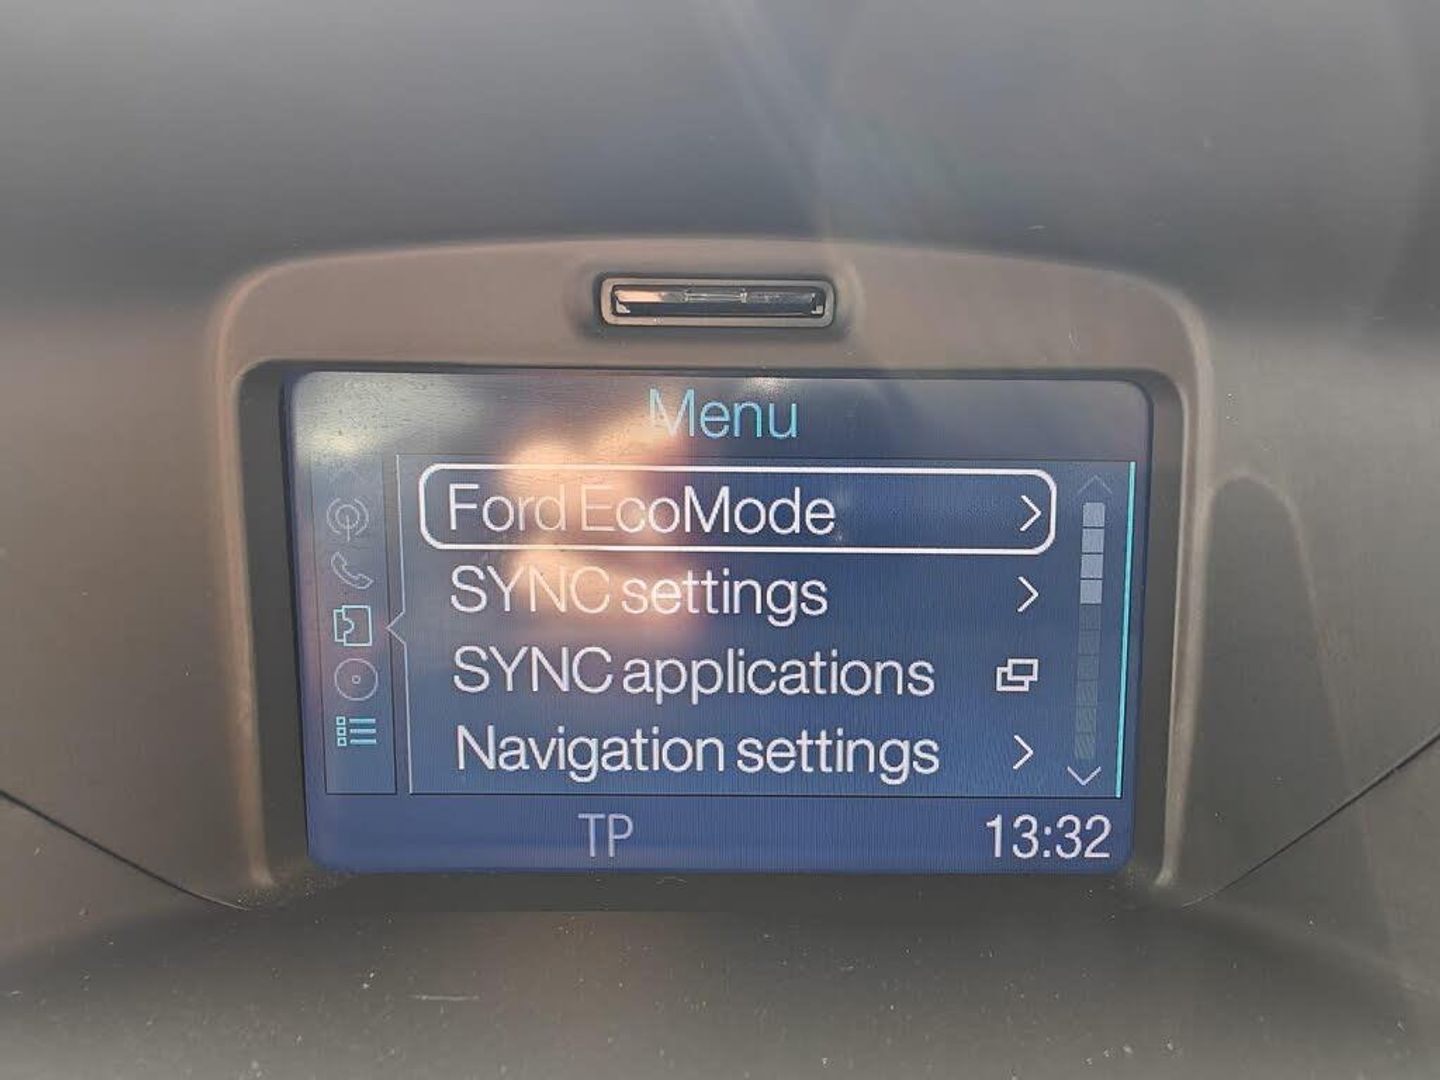 Menu
Ford EcoMode
SYNC settings
SYNC applications
Navigation settings
TP
13:32